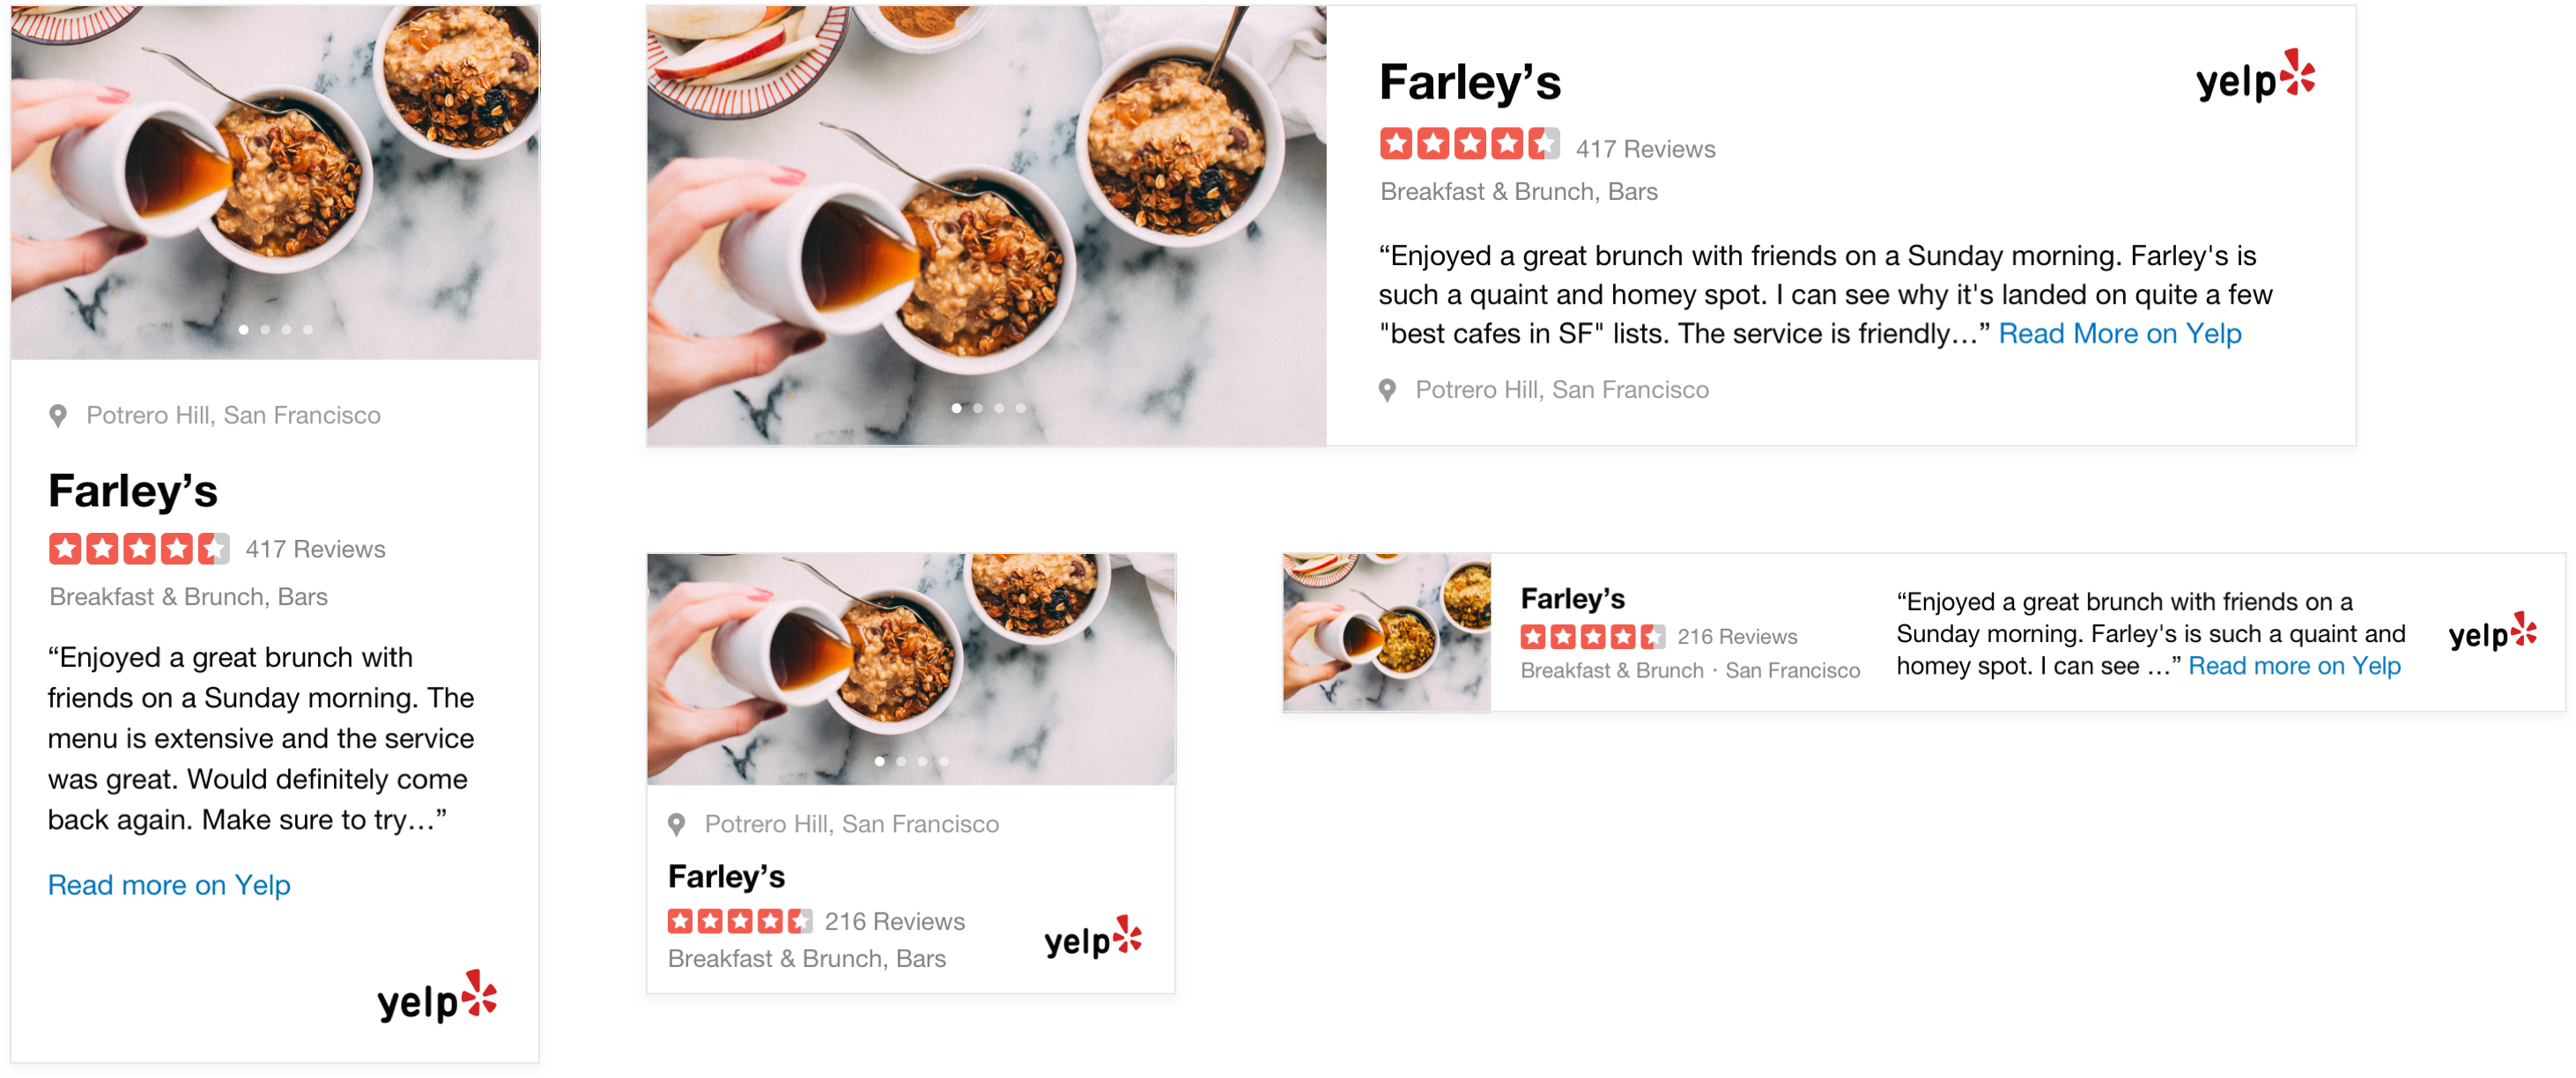 Potrero Hill, San Francisco
Farley’s
417 Reviews
Breakfast & Brunch, Bars
“Enjoyed a great brunch with
friends on a Sunday morning. The
menu is extensive and the service
was great. Would definitely come
back again. Make sure to try…”
Read more on Yelp
yelp
Farley’s
yelp
417 Reviews
Breakfast & Brunch, Bars
“Enjoyed a great brunch with friends on a Sunday morning. Farley's is
such a quaint and homey spot. I can see why it's landed on quite a few
"best cafes in SF" lists. The service is friendly…” Read More on Yelp
Potrero Hill, San Francisco
Potrero Hill, San Francisco
Farley’s
216 Reviews
Breakfast & Brunch, Bars
yelp
Farley’s
216 Reviews
Breakfast & Brunch · San Francisco
“Enjoyed a great brunch with friends on a
Sunday morning. Farley's is such a quaint and
homey spot. I can see …” Read more on Yelp
yelp